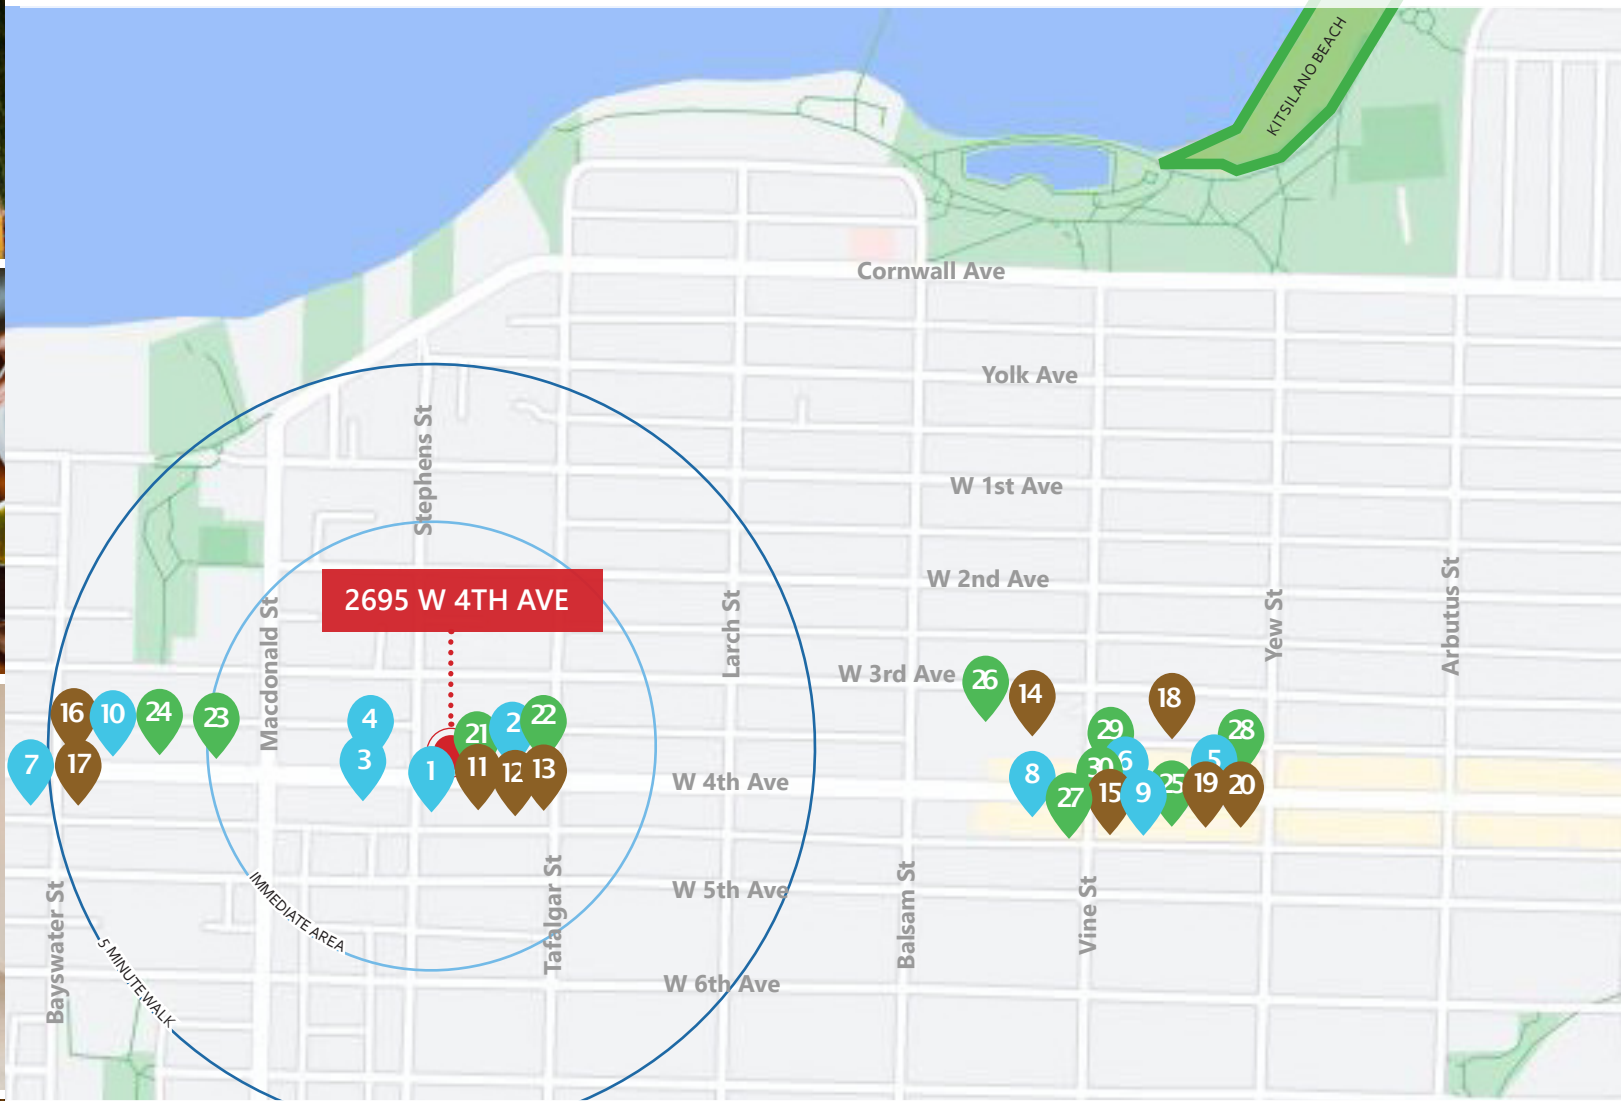 KITSILANO BEACH
Cornwall Ave
Yolk Ave
Stephens St
W 1st Ave
W 2nd Ave
2695 W 4TH AVE
Macdonald St
Larch St
Yew St
Arbutus St
W 3rd Ave
26
14
18
16
10
24
23
4
21
2
22
29
28
7
17
3
1
11
12
13
W 4th Ave
8
30
6
5
27
15
9
25
19
20
IMMEDIATE AREA
5 MINUTE WALK
Bayswater St
Tafalgar St
W 5th Ave
Balsam St
Vine St
W 6th Ave